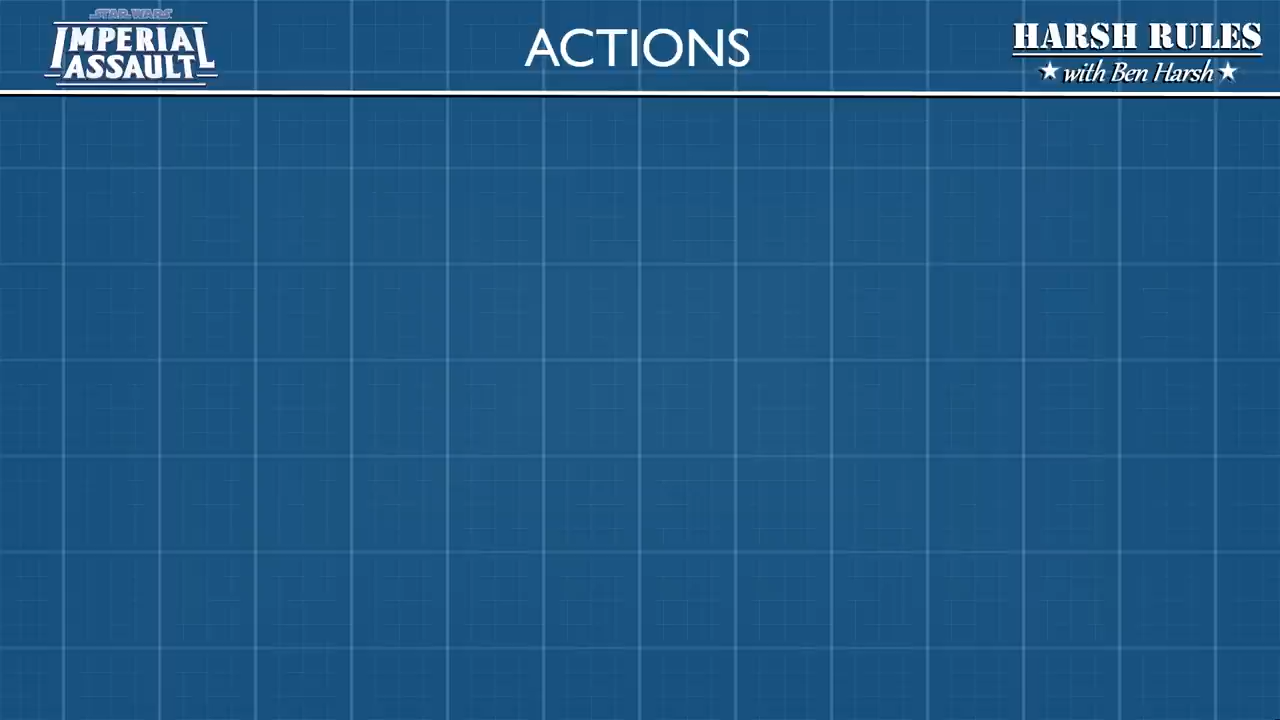 STAR WARS
IMPERIAL
ASSAULT
ACTIONS
HARSH RULES
with Ben Harsh